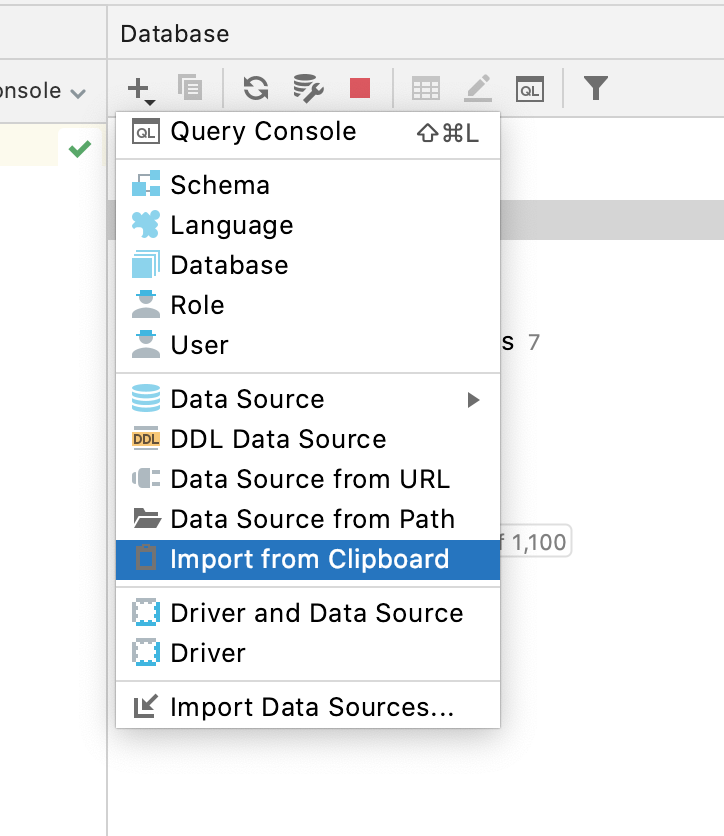 Database
onsole
QL
QL Query Console ⇧⌘L
Schema
Language
Database
Role
User
s 7
Data Source
DDL DDL Data Source
Data Source from URL
Data Source from Path
f 1,100
Import from Clipboard
Driver and Data Source
Driver
Import Data Sources...